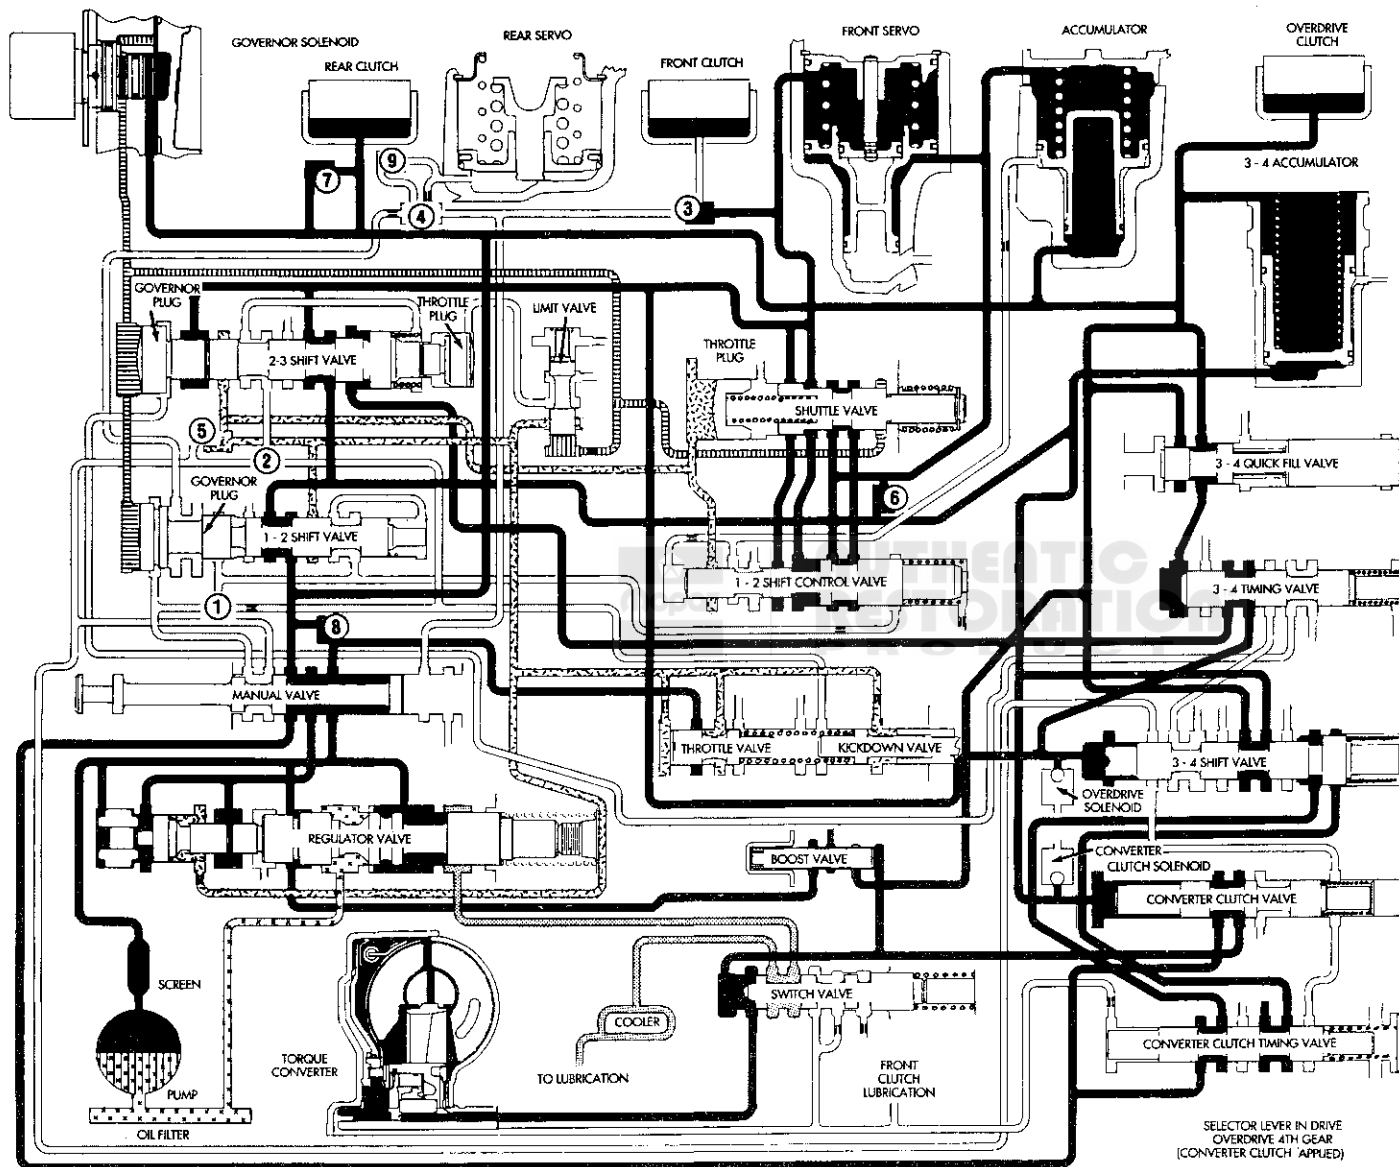 GOVERNOR SOLENOID
REAR CLUTCH
REAR SERVO
FRONT CLUTCH
FRONT SERVO
ACCUMULATOR
OVERDRIVE
CLUTCH
3 - 4 ACCUMULATOR
7
9
4
3
GOVERNOR
PLUG
2-3 SHIFT VALVE
THROTTLE
PLUG
LIMIT VALVE
THROTTLE
PLUG
SHUTTLE VALVE
5
2
GOVERNOR
PLUG
1 - 2 SHIFT VALVE
6
3 - 4 QUICK FILL VALVE
AUTHENTIC
RESTORATION
PRODUCT
1 - 2 SHIFT CONTROL VALVE
3 - 4 TIMING VALVE
1
8
MANUAL VALVE
THROTTLE VALVE
KICKDOWN VALVE
3 - 4 SHIFT VALVE
OVERDRIVE
SOLENOID
REGULATOR VALVE
BOOST VALVE
CONVERTER
CLUTCH SOLENOID
CONVERTER CLUTCH VALVE
SCREEN
SWITCH VALVE
COOLER
TORQUE
CONVERTER
TO LUBRICATION
FRONT
CLUTCH
LUBRICATION
CONVERTER CLUTCH TIMING VALVE
PUMP
OIL FILTER
SELECTOR LEVER IN DRIVE
OVERDRIVE 4TH GEAR
(CONVERTER CLUTCH APPLIED)